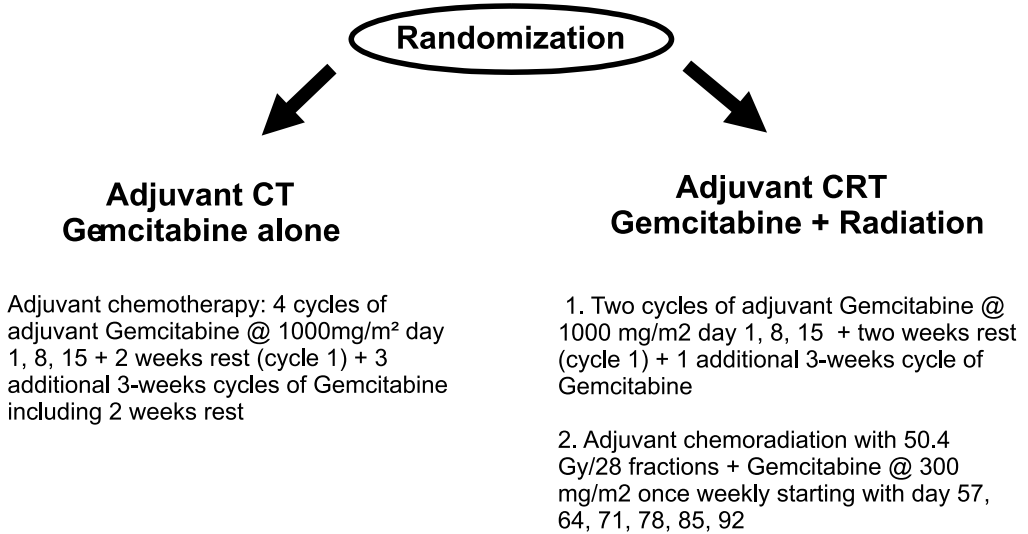 Randomization
Adjuvant CT
Gemcitabine alone
Adjuvant chemotherapy: 4 cycles of
adjuvant Gemcitabine @ 1000mg/m² day
1, 8, 15 + 2 weeks rest (cycle 1) + 3
additional 3-weeks cycles of Gemcitabine
including 2 weeks rest
Adjuvant CRT
Gemcitabine + Radiation
1. Two cycles of adjuvant Gemcitabine @
1000 mg/m2 day 1, 8, 15 + two weeks rest
(cycle 1) + 1 additional 3-weeks cycle of
Gemcitabine
2. Adjuvant chemoradiation with 50.4
Gy/28 fractions + Gemcitabine @ 300
mg/m2 once weekly starting with day 57,
64, 71, 78, 85, 92